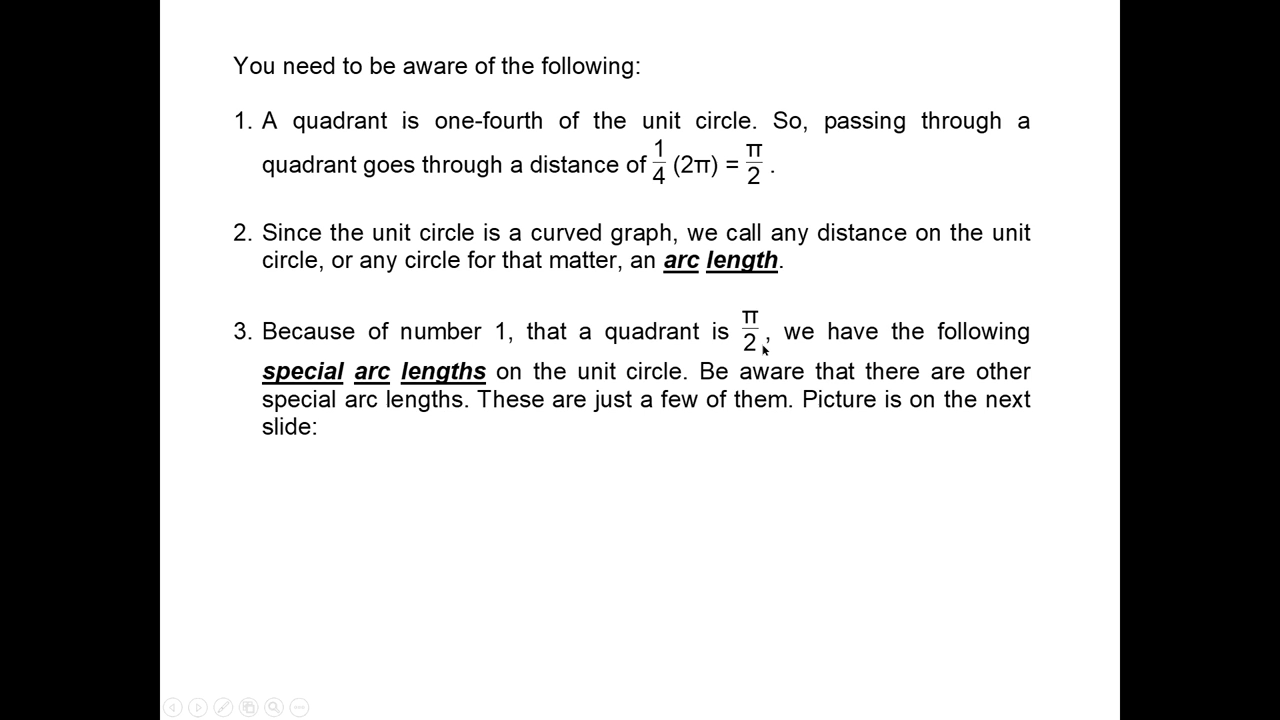 You need to be aware of the following:
1. A quadrant is one-fourth of the unit circle. So, passing through a
quadrant goes through a distance of 1/4 (2π) = π/2 .
2. Since the unit circle is a curved graph, we call any distance on the unit
circle, or any circle for that matter, an arc length.
3. Because of number 1, that a quadrant is π/2, we have the following
special arc lengths on the unit circle. Be aware that there are other
special arc lengths. These are just a few of them. Picture is on the next
slide: